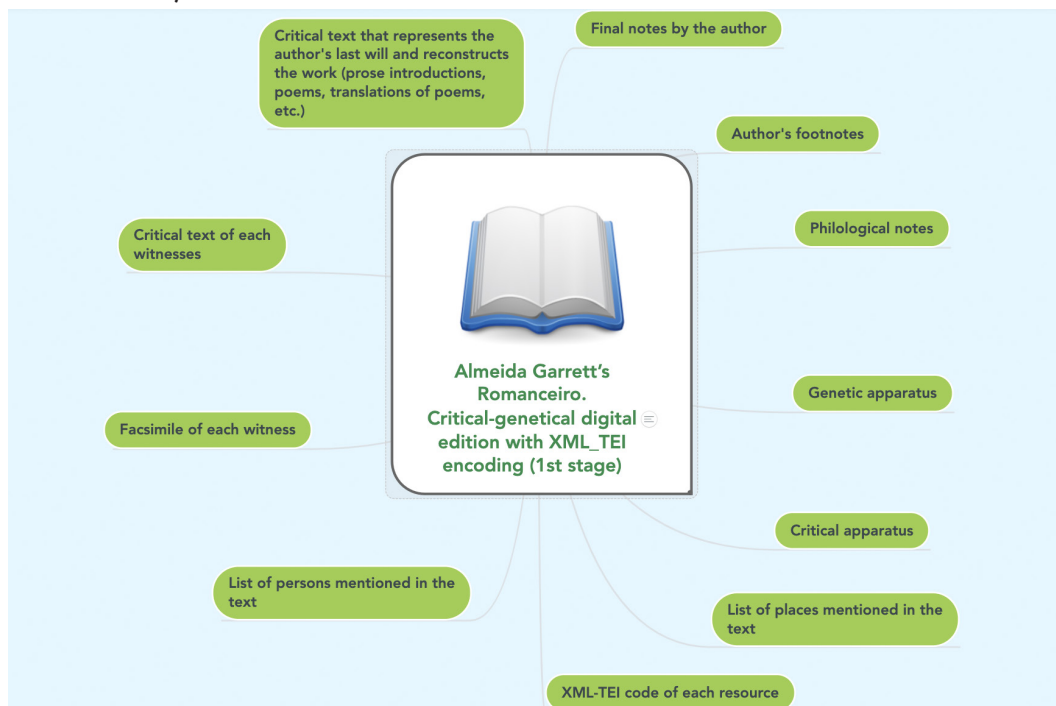 Critical text that represents the
author's last will and reconstructs
the work (prose introductions,
poems, translations of poems,
etc.)
Final notes by the author
Author's footnotes
Critical text of each
witnesses
Philological notes
Almeida Garrett’s
Romanceiro.
Critical-genetical digital
edition with XML_TEI
encoding (1st stage)
Genetic apparatus
Facsimile of each witness
Critical apparatus
List of persons mentioned in the
text
List of places mentioned in the
text
XML-TEI code of each resource